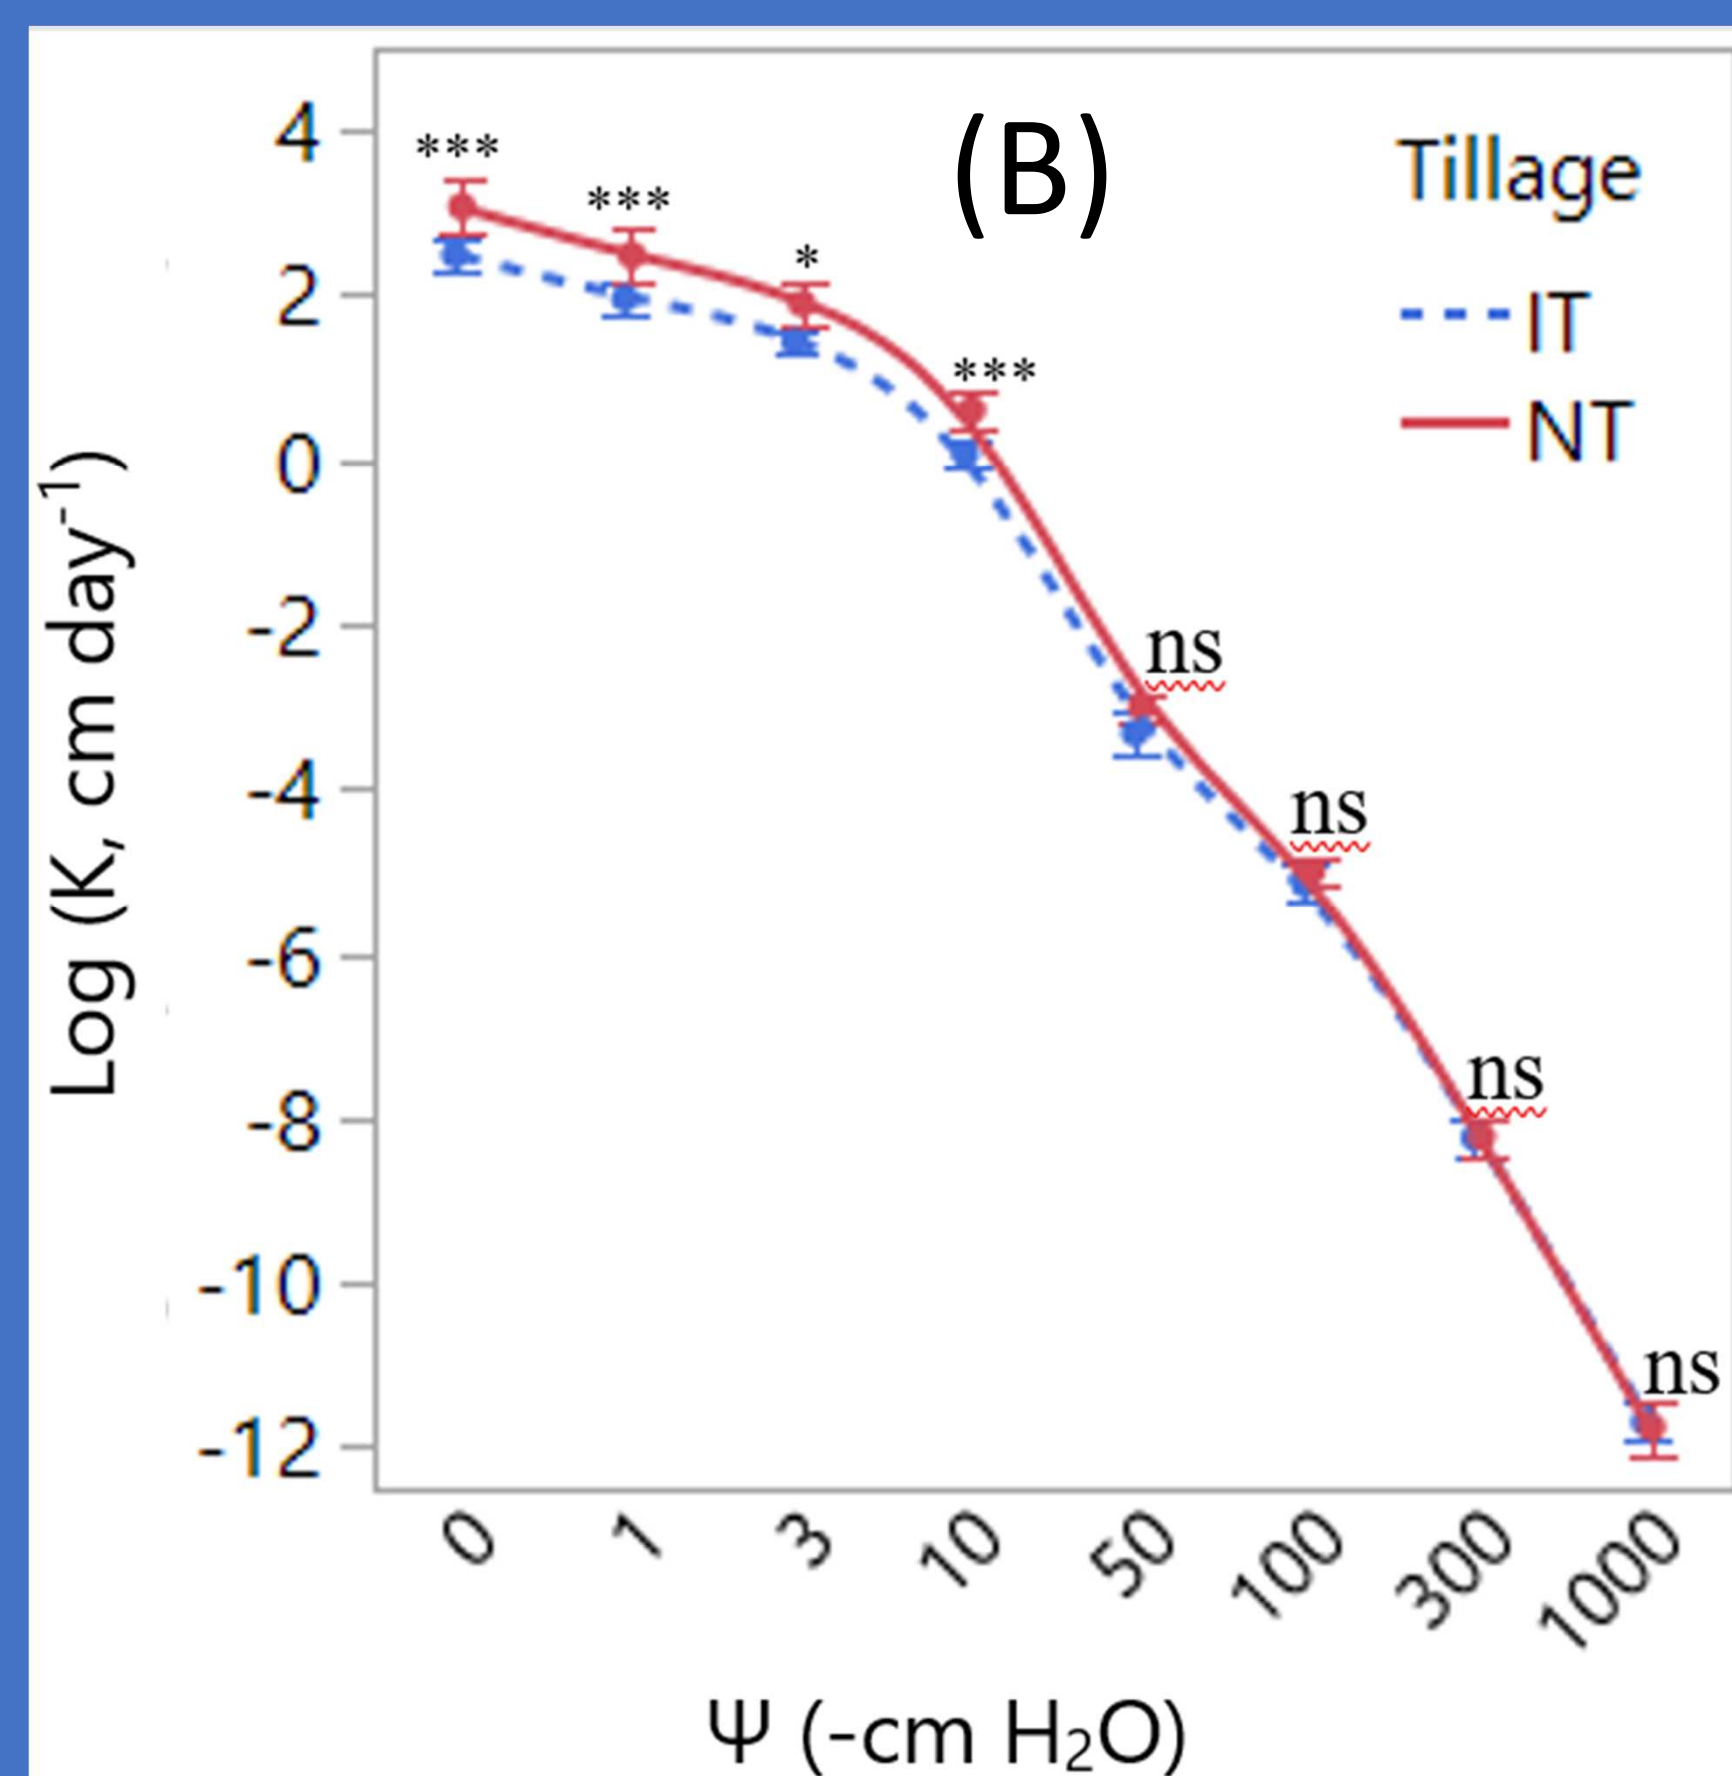 (B)
Tillage
IT
NT
Log (K, cm day⁻¹)
4
2
0
-2
-4
-6
-8
-10
-12
***
***
*
***
ns
ns
ns
ns
0 1 3 10 50 100 300 1000
Ψ (-cm H₂O)